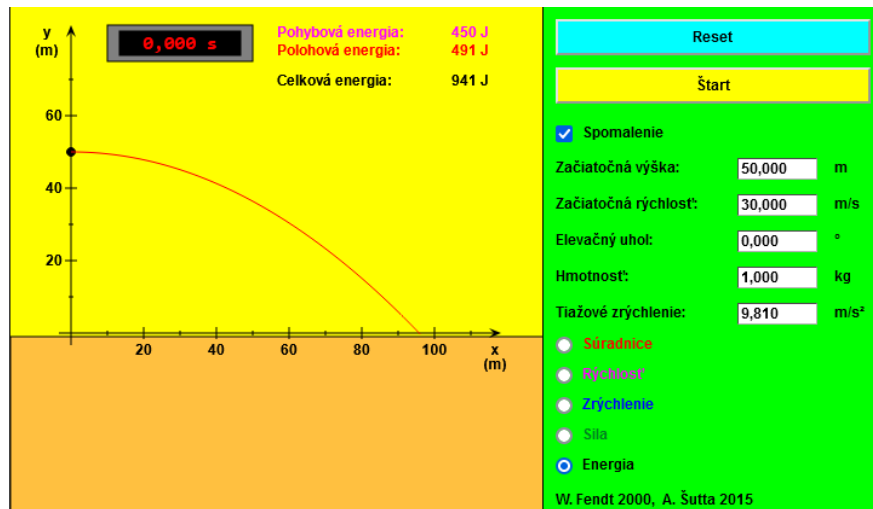 y
(m)
0,000 s
Pohybová energia: 450 J
Polohová energia: 491 J
Celková energia: 941 J
60
40
20
20 40 60 80 100 x
(m)
Reset
Štart
Spomalenie
Začiatočná výška: 50,000 m
Začiatočná rýchlosť: 30,000 m/s
Elevačný uhol: 0,000 °
Hmotnosť: 1,000 kg
Tiažové zrýchlenie: 9,810 m/s²
Súradnice
Rýchlosť
Zrýchlenie
Sila
Energia
W. Fendt 2000, A. Šutta 2015